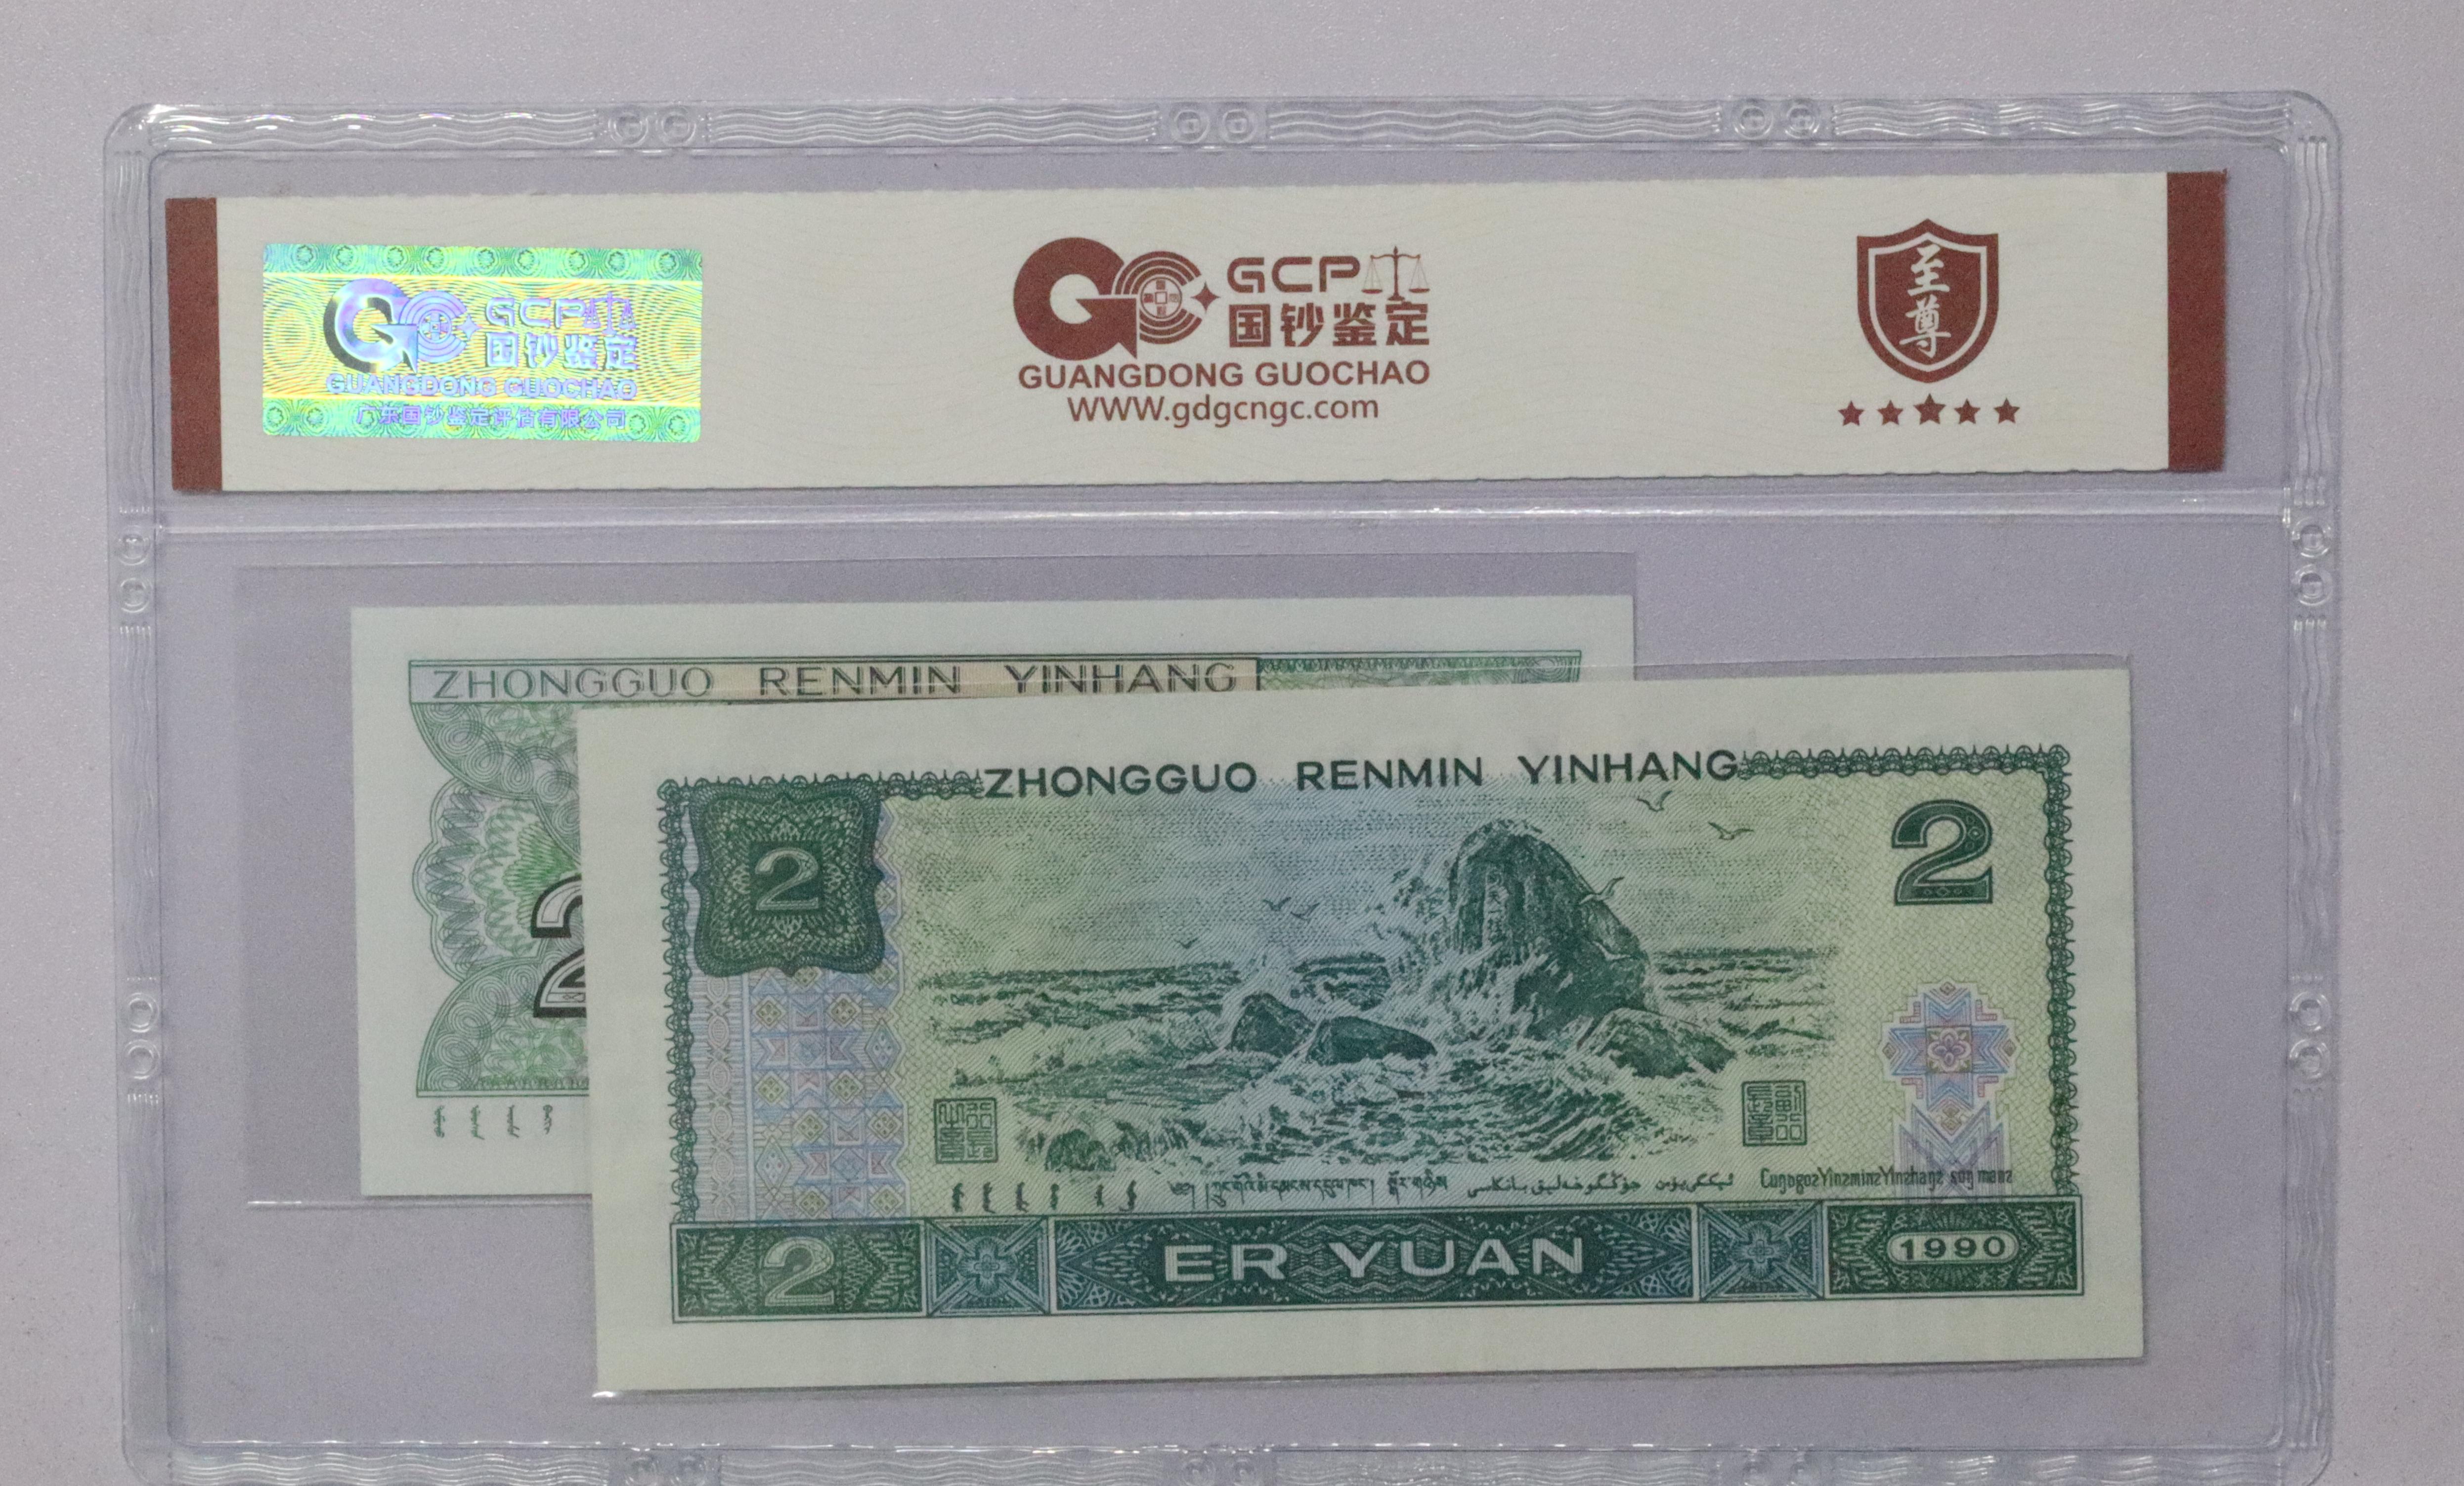 GCP
国钞鉴定
GUANGDONG GUOCHAO
广东国钞鉴定评估有限公司
GCP
国钞鉴定
GUANGDONG GUOCHAO
WWW.gdgcngc.com
至尊
ZHONGGUO RENMIN YINHANG
2
ZHONGGUO RENMIN YINHANG
2
2
2
ER YUAN
1990